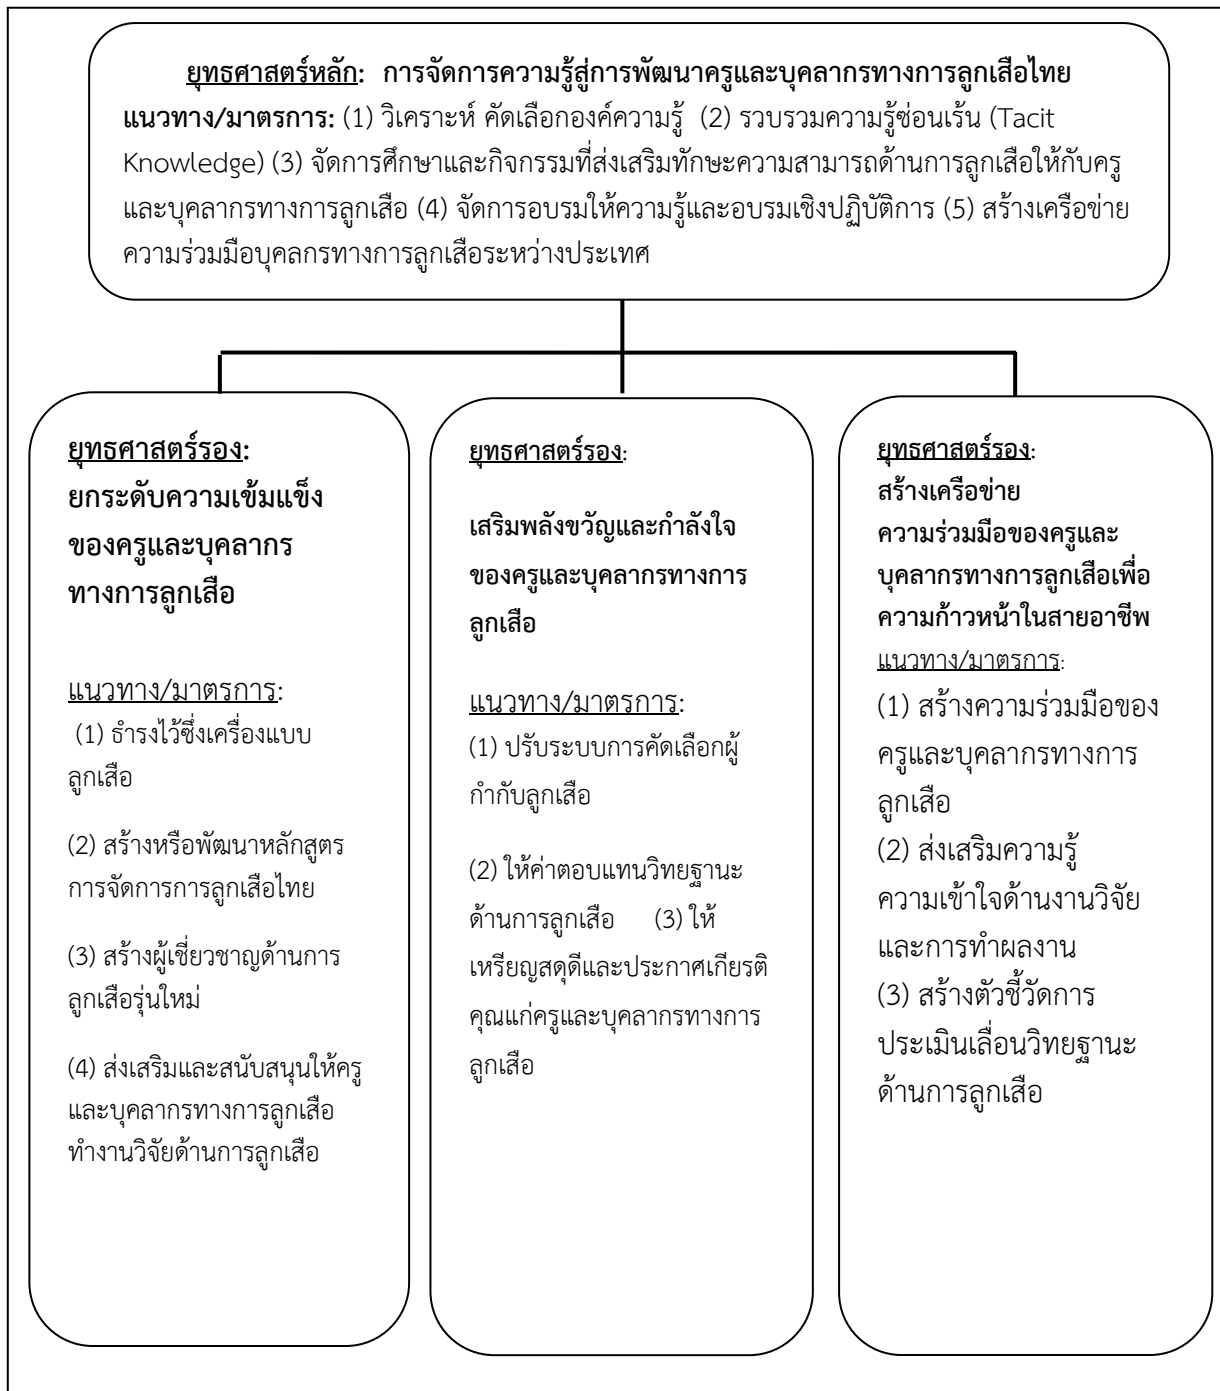 ยุทธศาสตร์หลัก: การจัดการความรู้สู่การพัฒนาครูและบุคลากรทางการลูกเสือไทย
แนวทาง/มาตรการ: (1) วิเคราะห์ คัดเลือกองค์ความรู้ (2) รวบรวมความรู้ซ่อนเร้น (Tacit
Knowledge) (3) จัดการศึกษาและกิจกรรมที่ส่งเสริมทักษะความสามารถด้านการลูกเสือให้กับครู
และบุคลากรทางการลูกเสือ (4) จัดการอบรมให้ความรู้และอบรมเชิงปฏิบัติการ (5) สร้างเครือข่าย
ความร่วมมือบุคลกรทางการลูกเสือระหว่างประเทศ
ยุทธศาสตร์รอง:
ยกระดับความเข้มแข็ง
ของครูและบุคลากร
ทางการลูกเสือ
แนวทาง/มาตรการ:
(1) ธำรงไว้ซึ่งเครื่องแบบ
ลูกเสือ
(2) สร้างหรือพัฒนาหลักสูตร
การจัดการการลูกเสือไทย
(3) สร้างผู้เชี่ยวชาญด้านการ
ลูกเสือรุ่นใหม่
(4) ส่งเสริมและสนับสนุนให้ครู
และบุคลากรทางการลูกเสือ
ทำงานวิจัยด้านการลูกเสือ
ยุทธศาสตร์รอง:
เสริมพลังขวัญและกำลังใจ
ของครูและบุคลากรทางการ
ลูกเสือ
แนวทาง/มาตรการ:
(1) ปรับระบบการคัดเลือกผู้
กำกับลูกเสือ
(2) ให้ค่าตอบแทนวิทยฐานะ
ด้านการลูกเสือ (3) ให้
เหรียญสดุดีและประกาศเกียรติ
คุณแก่ครูและบุคลากรทางการ
ลูกเสือ
ยุทธศาสตร์รอง:
สร้างเครือข่าย
ความร่วมมือของครูและ
บุคลากรทางการลูกเสือเพื่อ
ความก้าวหน้าในสายอาชีพ
แนวทาง/มาตรการ:
(1) สร้างความร่วมมือของ
ครูและบุคลากรทางการ
ลูกเสือ
(2) ส่งเสริมความรู้
ความเข้าใจด้านงานวิจัย
และการทำผลงาน
(3) สร้างตัวชี้วัดการ
ประเมินเลื่อนวิทยฐานะ
ด้านการลูกเสือ